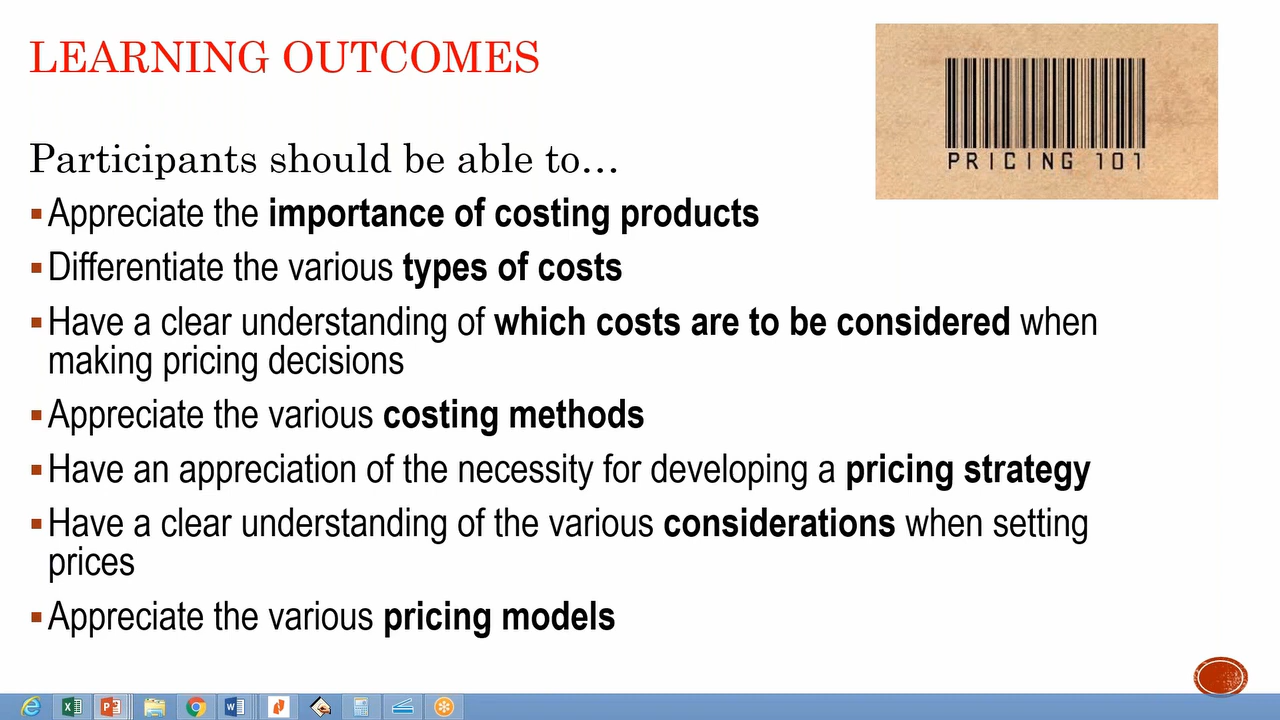 LEARNING OUTCOMES
PRICING 101
Participants should be able to…
▪Appreciate the importance of costing products
▪Differentiate the various types of costs
▪Have a clear understanding of which costs are to be considered when
making pricing decisions
▪Appreciate the various costing methods
▪Have an appreciation of the necessity for developing a pricing strategy
▪Have a clear understanding of the various considerations when setting
prices
▪Appreciate the various pricing models